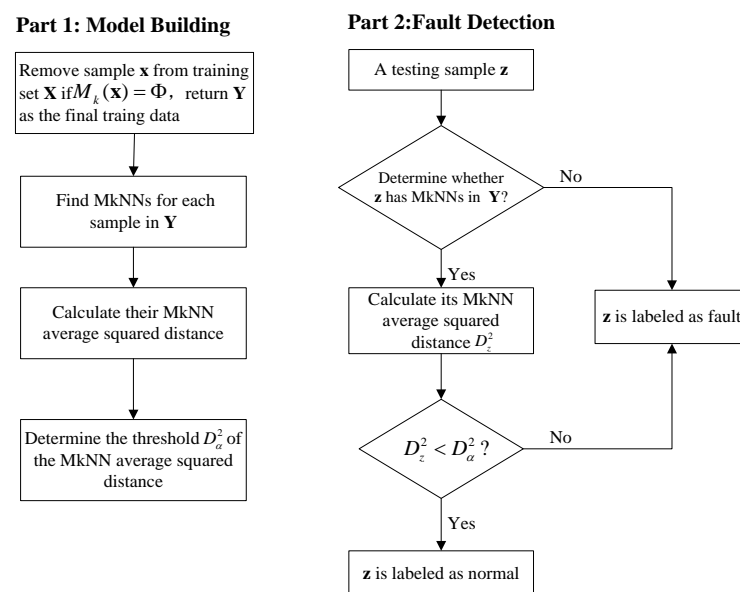 Part 1: Model Building
Remove sample x from training
set X if M_k(x) = Φ, return Y
as the final traing data
Find MkNNs for each
sample in Y
Calculate their MkNN
average squared distance
Determine the threshold D_α^2 of
the MkNN average squared
distance
Part 2:Fault Detection
A testing sample z
Determine whether
z has MkNNs in Y?
No
Yes
Calculate its MkNN
average squared
distance D_z^2
z is labeled as fault
D_z^2 < D_α^2 ?
No
Yes
z is labeled as normal